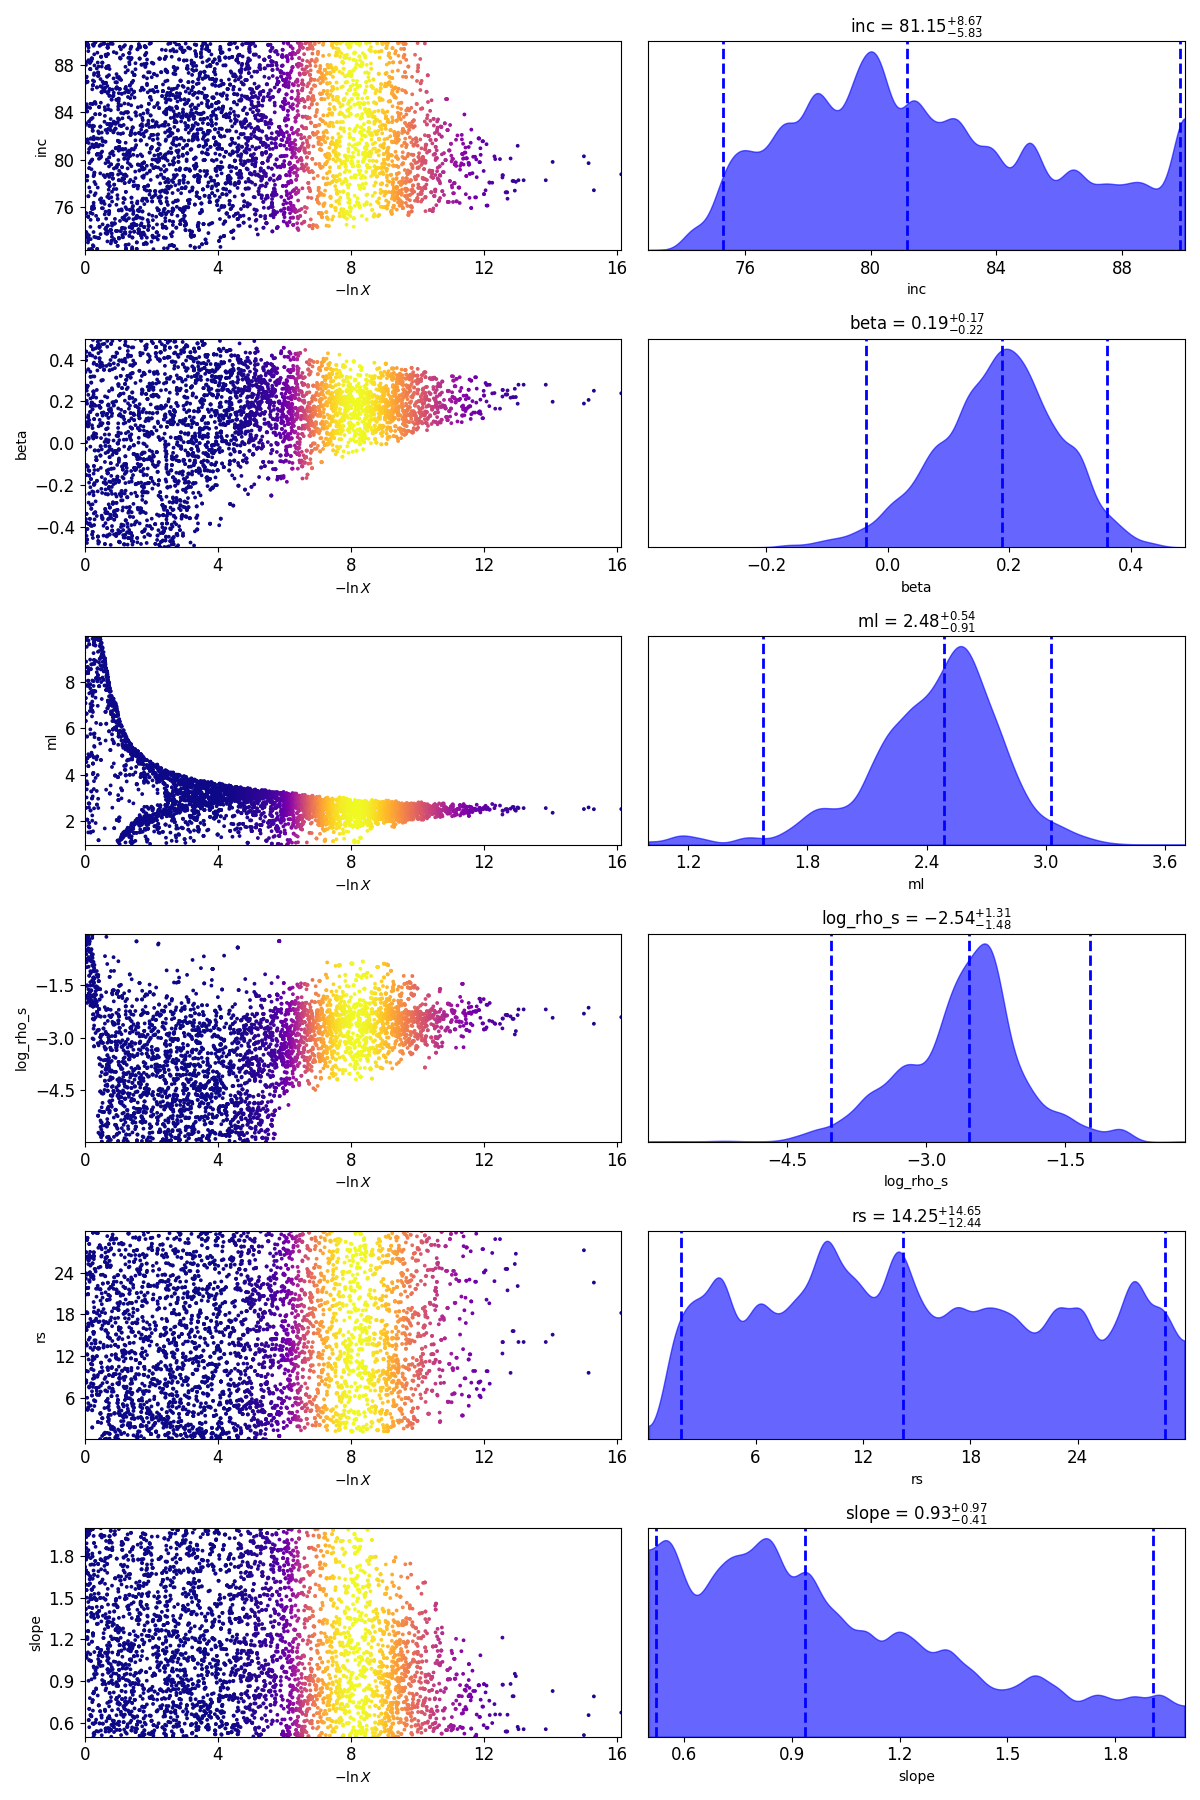 inc = 81.15+8.67−5.83
88
84
80
76
inc
0 4 8 12 16
−ln X
76 80 84 88
inc
beta = 0.19+0.17−0.22
0.4
0.2
0.0
−0.2
−0.4
beta
0 4 8 12 16
−ln X
−0.2 0.0 0.2 0.4
beta
ml = 2.48+0.54−0.91
8
6
4
2
ml
0 4 8 12 16
−ln X
1.2 1.8 2.4 3.0 3.6
ml
log_rho_s = −2.54+1.31−1.48
−1.5
−3.0
−4.5
log_rho_s
0 4 8 12 16
−ln X
−4.5 −3.0 −1.5
log_rho_s
rs = 14.25+14.65−12.44
24
18
12
6
rs
0 4 8 12 16
−ln X
6 12 18 24
rs
slope = 0.93+0.97−0.41
1.8
1.5
1.2
0.9
0.6
slope
0 4 8 12 16
−ln X
0.6 0.9 1.2 1.5 1.8
slope